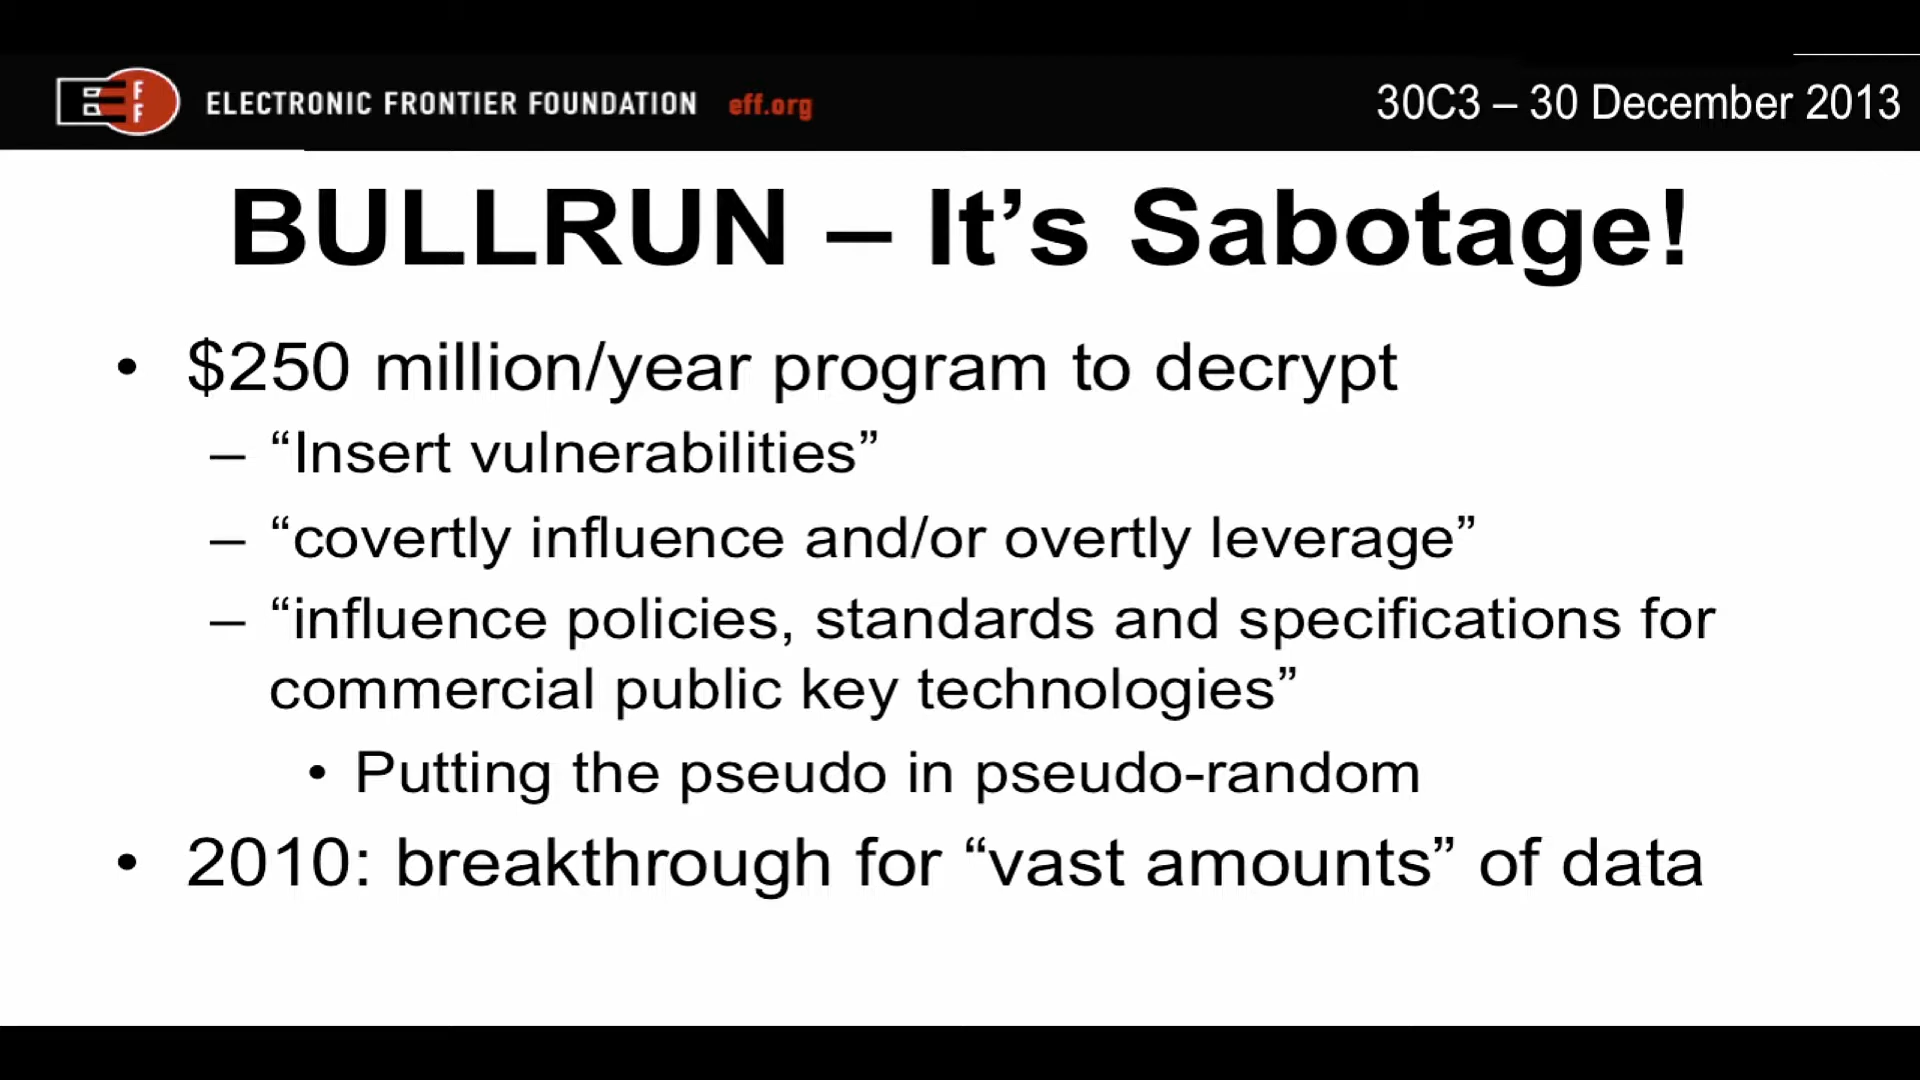 EFF ELECTRONIC FRONTIER FOUNDATION eff.org 30C3 – 30 December 2013
BULLRUN – It’s Sabotage!
• $250 million/year program to decrypt
– “Insert vulnerabilities”
– “covertly influence and/or overtly leverage”
– “influence policies, standards and specifications for
commercial public key technologies”
• Putting the pseudo in pseudo-random
• 2010: breakthrough for “vast amounts” of data